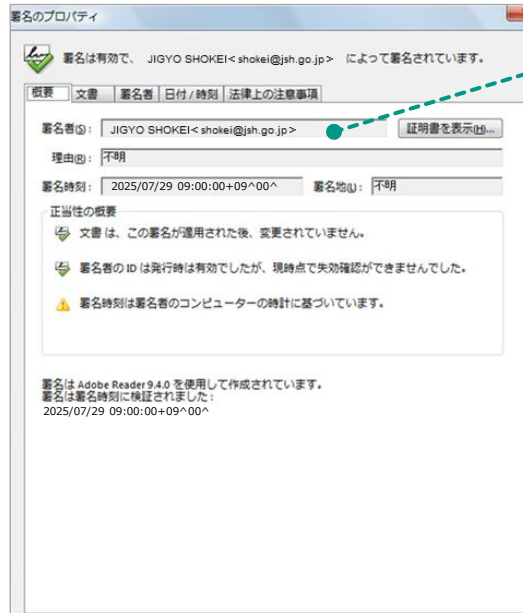 署名のプロパティ
署名は有効で、 JIGYO SHOKEI< shokei@jsh.go.jp> によって署名されています。
概要 文書 署名者 日付 / 時刻 法律上の注意事項
署名者(S): JIGYO SHOKEI< shokei@jsh.go.jp> 証明書を表示(H)...
理由(R): 不明
署名時刻: 2025/07/29 09:00:00+09^00^ 署名地(L): 不明
正当性の概要
文書 は、この署名が適用された後、変更されていません。
署名者の ID は発行時は有効でしたが、現時点で失効確認ができませんでした。
署名時刻は署名者のコンピューターの時計に基づいています。
署名は Adobe Reader 9.4.0 を使用して作成されています。
署名は署名時刻に検証されました :
2025/07/29 09:00:00+09^00^